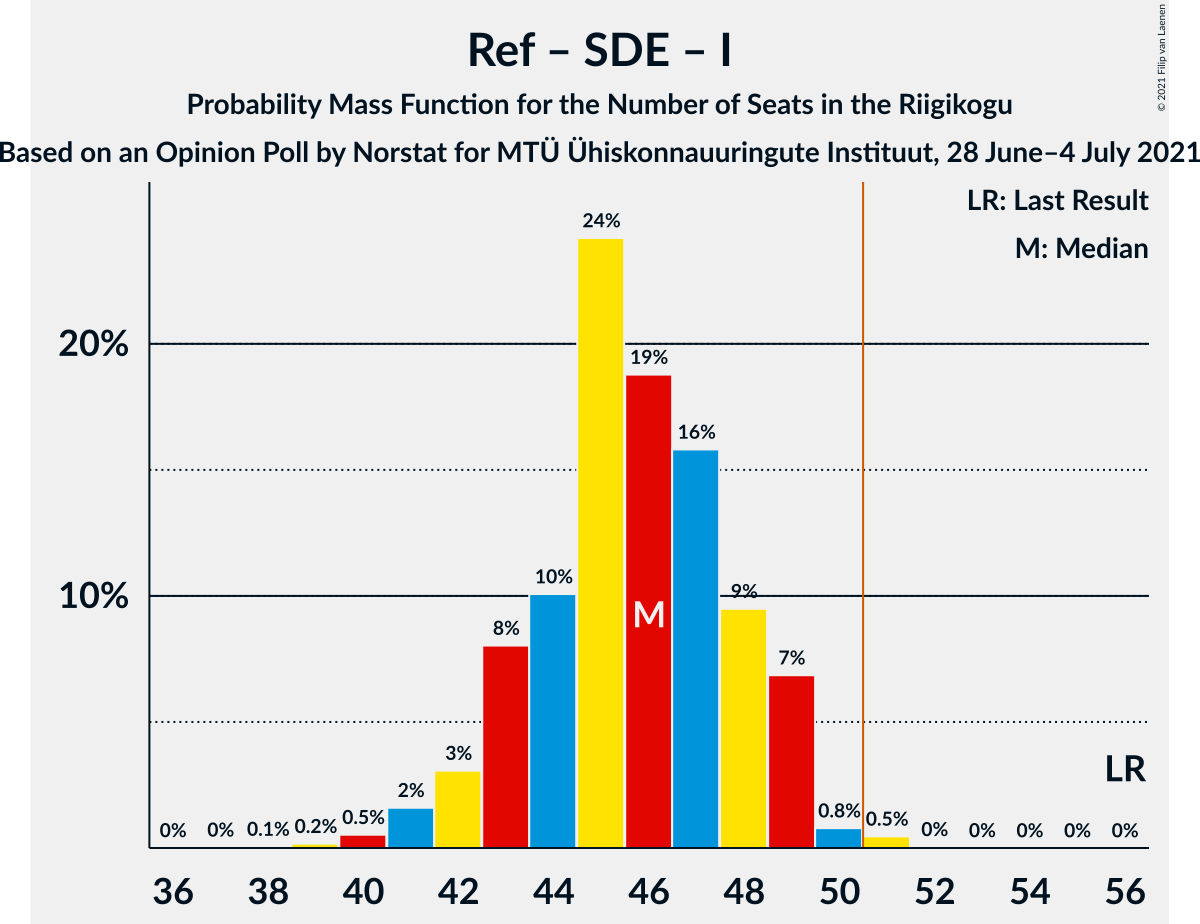 Ref – SDE – I
Probability Mass Function for the Number of Seats in the Riigikogu
Based on an Opinion Poll by Norstat for MTÜ Ühiskonnauuringute Instituut, 28 June–4 July 2021
© 2021 Filip van Laenen
LR: Last Result
M: Median
24%
20%
19%
16%
10%
10%
9%
M
8%
7%
3%
LR
2%
0% 0% 0.1% 0.2% 0.5% 0.8% 0.5% 0% 0% 0% 0% 0%
36 38 40 42 44 46 48 50 52 54 56